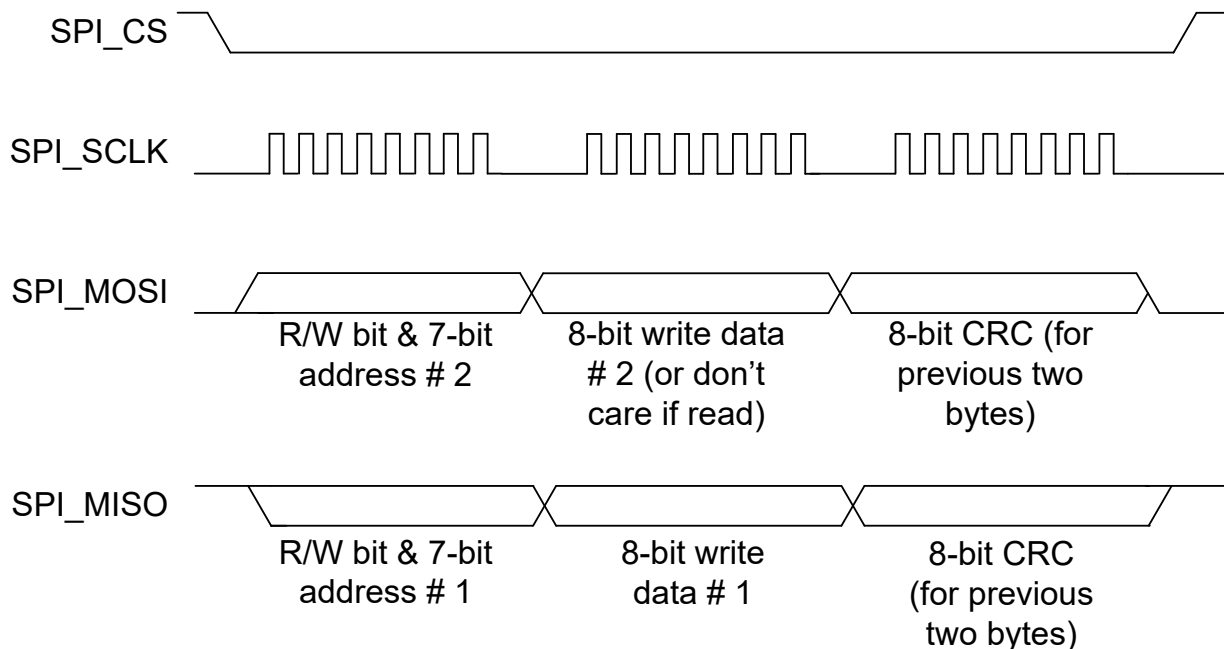 SPI_CS
SPI_SCLK
SPI_MOSI
R/W bit & 7-bit
address # 2
8-bit write data
# 2 (or don't
care if read)
8-bit CRC (for
previous two
bytes)
SPI_MISO
R/W bit & 7-bit
address # 1
8-bit write
data # 1
8-bit CRC
(for previous
two bytes)